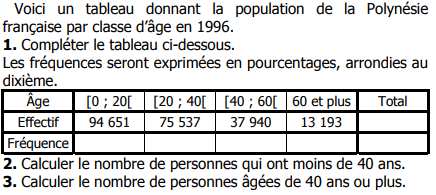 Voici un tableau donnant la population de la Polynésie
française par classe d’âge en 1996.
1. Compléter le tableau ci-dessous.
Les fréquences seront exprimées en pourcentages, arrondies au
dixième.
Âge [0 ; 20[ [20 ; 40[ [40 ; 60[ 60 et plus Total
Effectif 94 651 75 537 37 940 13 193
Fréquence
2. Calculer le nombre de personnes qui ont moins de 40 ans.
3. Calculer le nombre de personnes âgées de 40 ans ou plus.